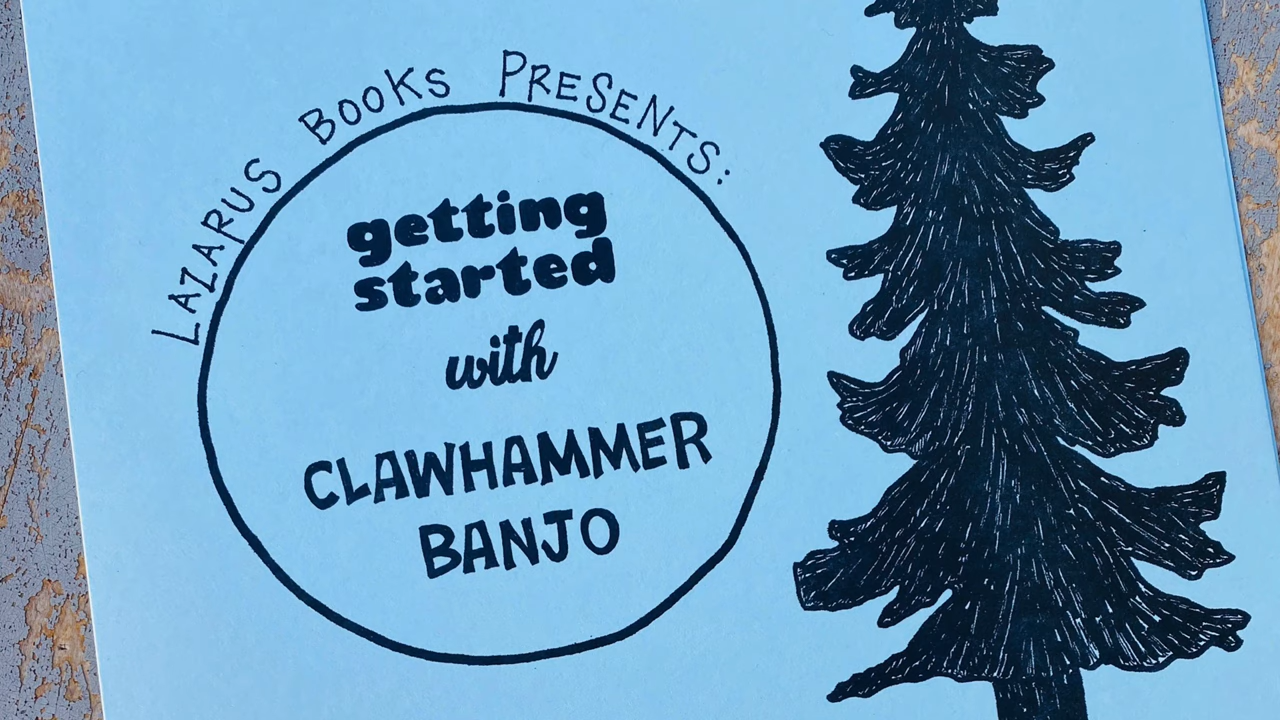 LAZARUS BOOKS PRESENTS:
getting
started
with
CLAWHAMMER
BANJO